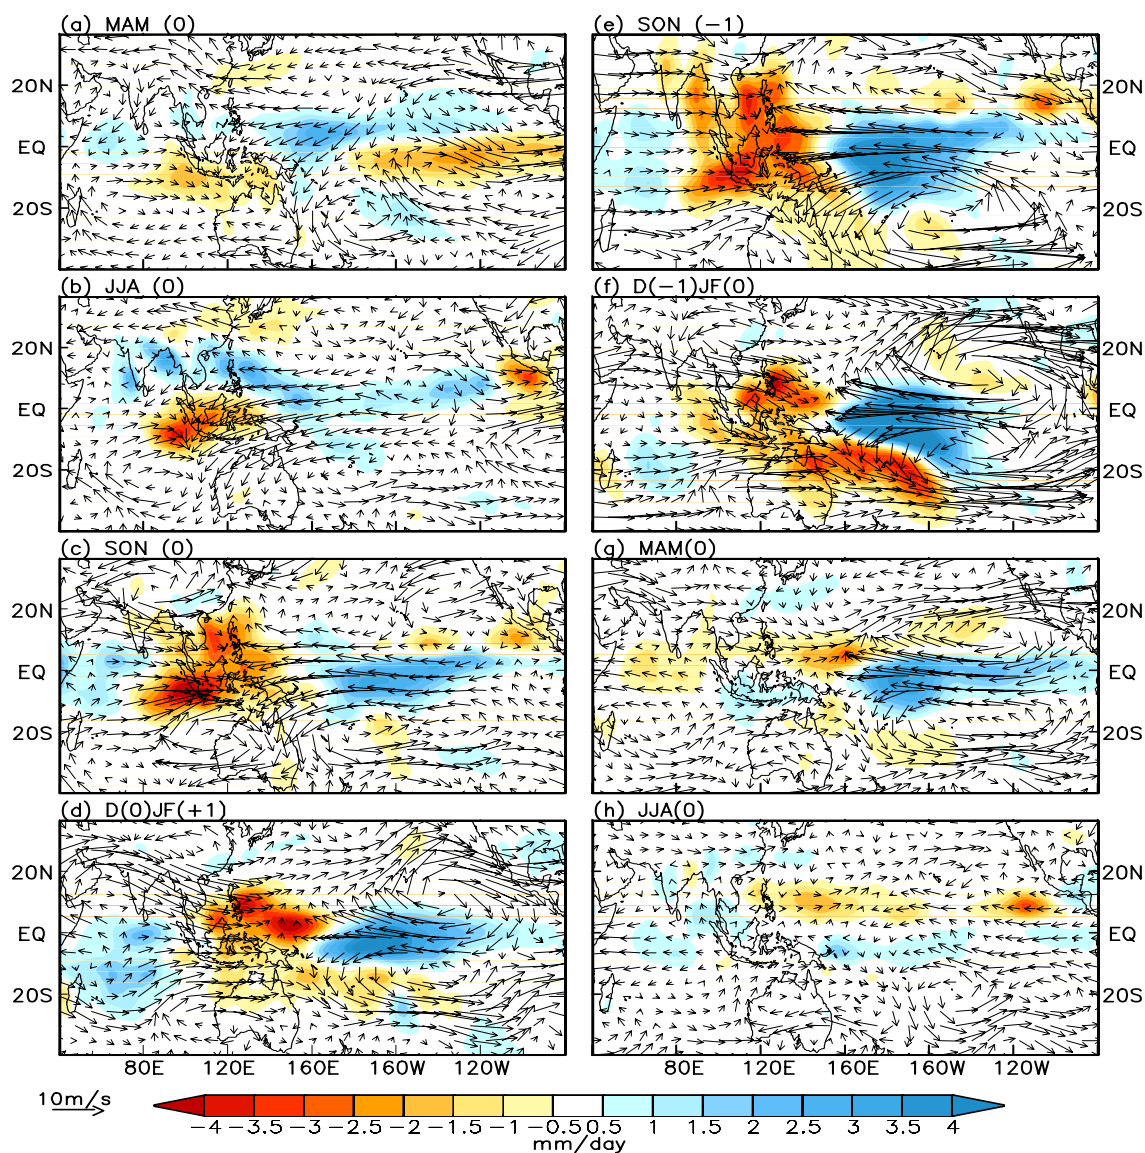 (a) MAM (0)
(e) SON (-1)
20N
EQ
20S
20N
EQ
20S
(b) JJA (0)
(f) D(-1)JF(0)
20N
EQ
20S
20N
EQ
20S
(c) SON (0)
(g) MAM(0)
20N
EQ
20S
20N
EQ
20S
(d) D(0)JF(+1)
(h) JJA(0)
20N
EQ
20S
20N
EQ
20S
80E 120E 160E 160W 120W
80E 120E 160E 160W 120W
10m/s
-4 -3.5 -3 -2.5 -2 -1.5 -1 -0.5 0.5 1 1.5 2 2.5 3 3.5 4
mm/day